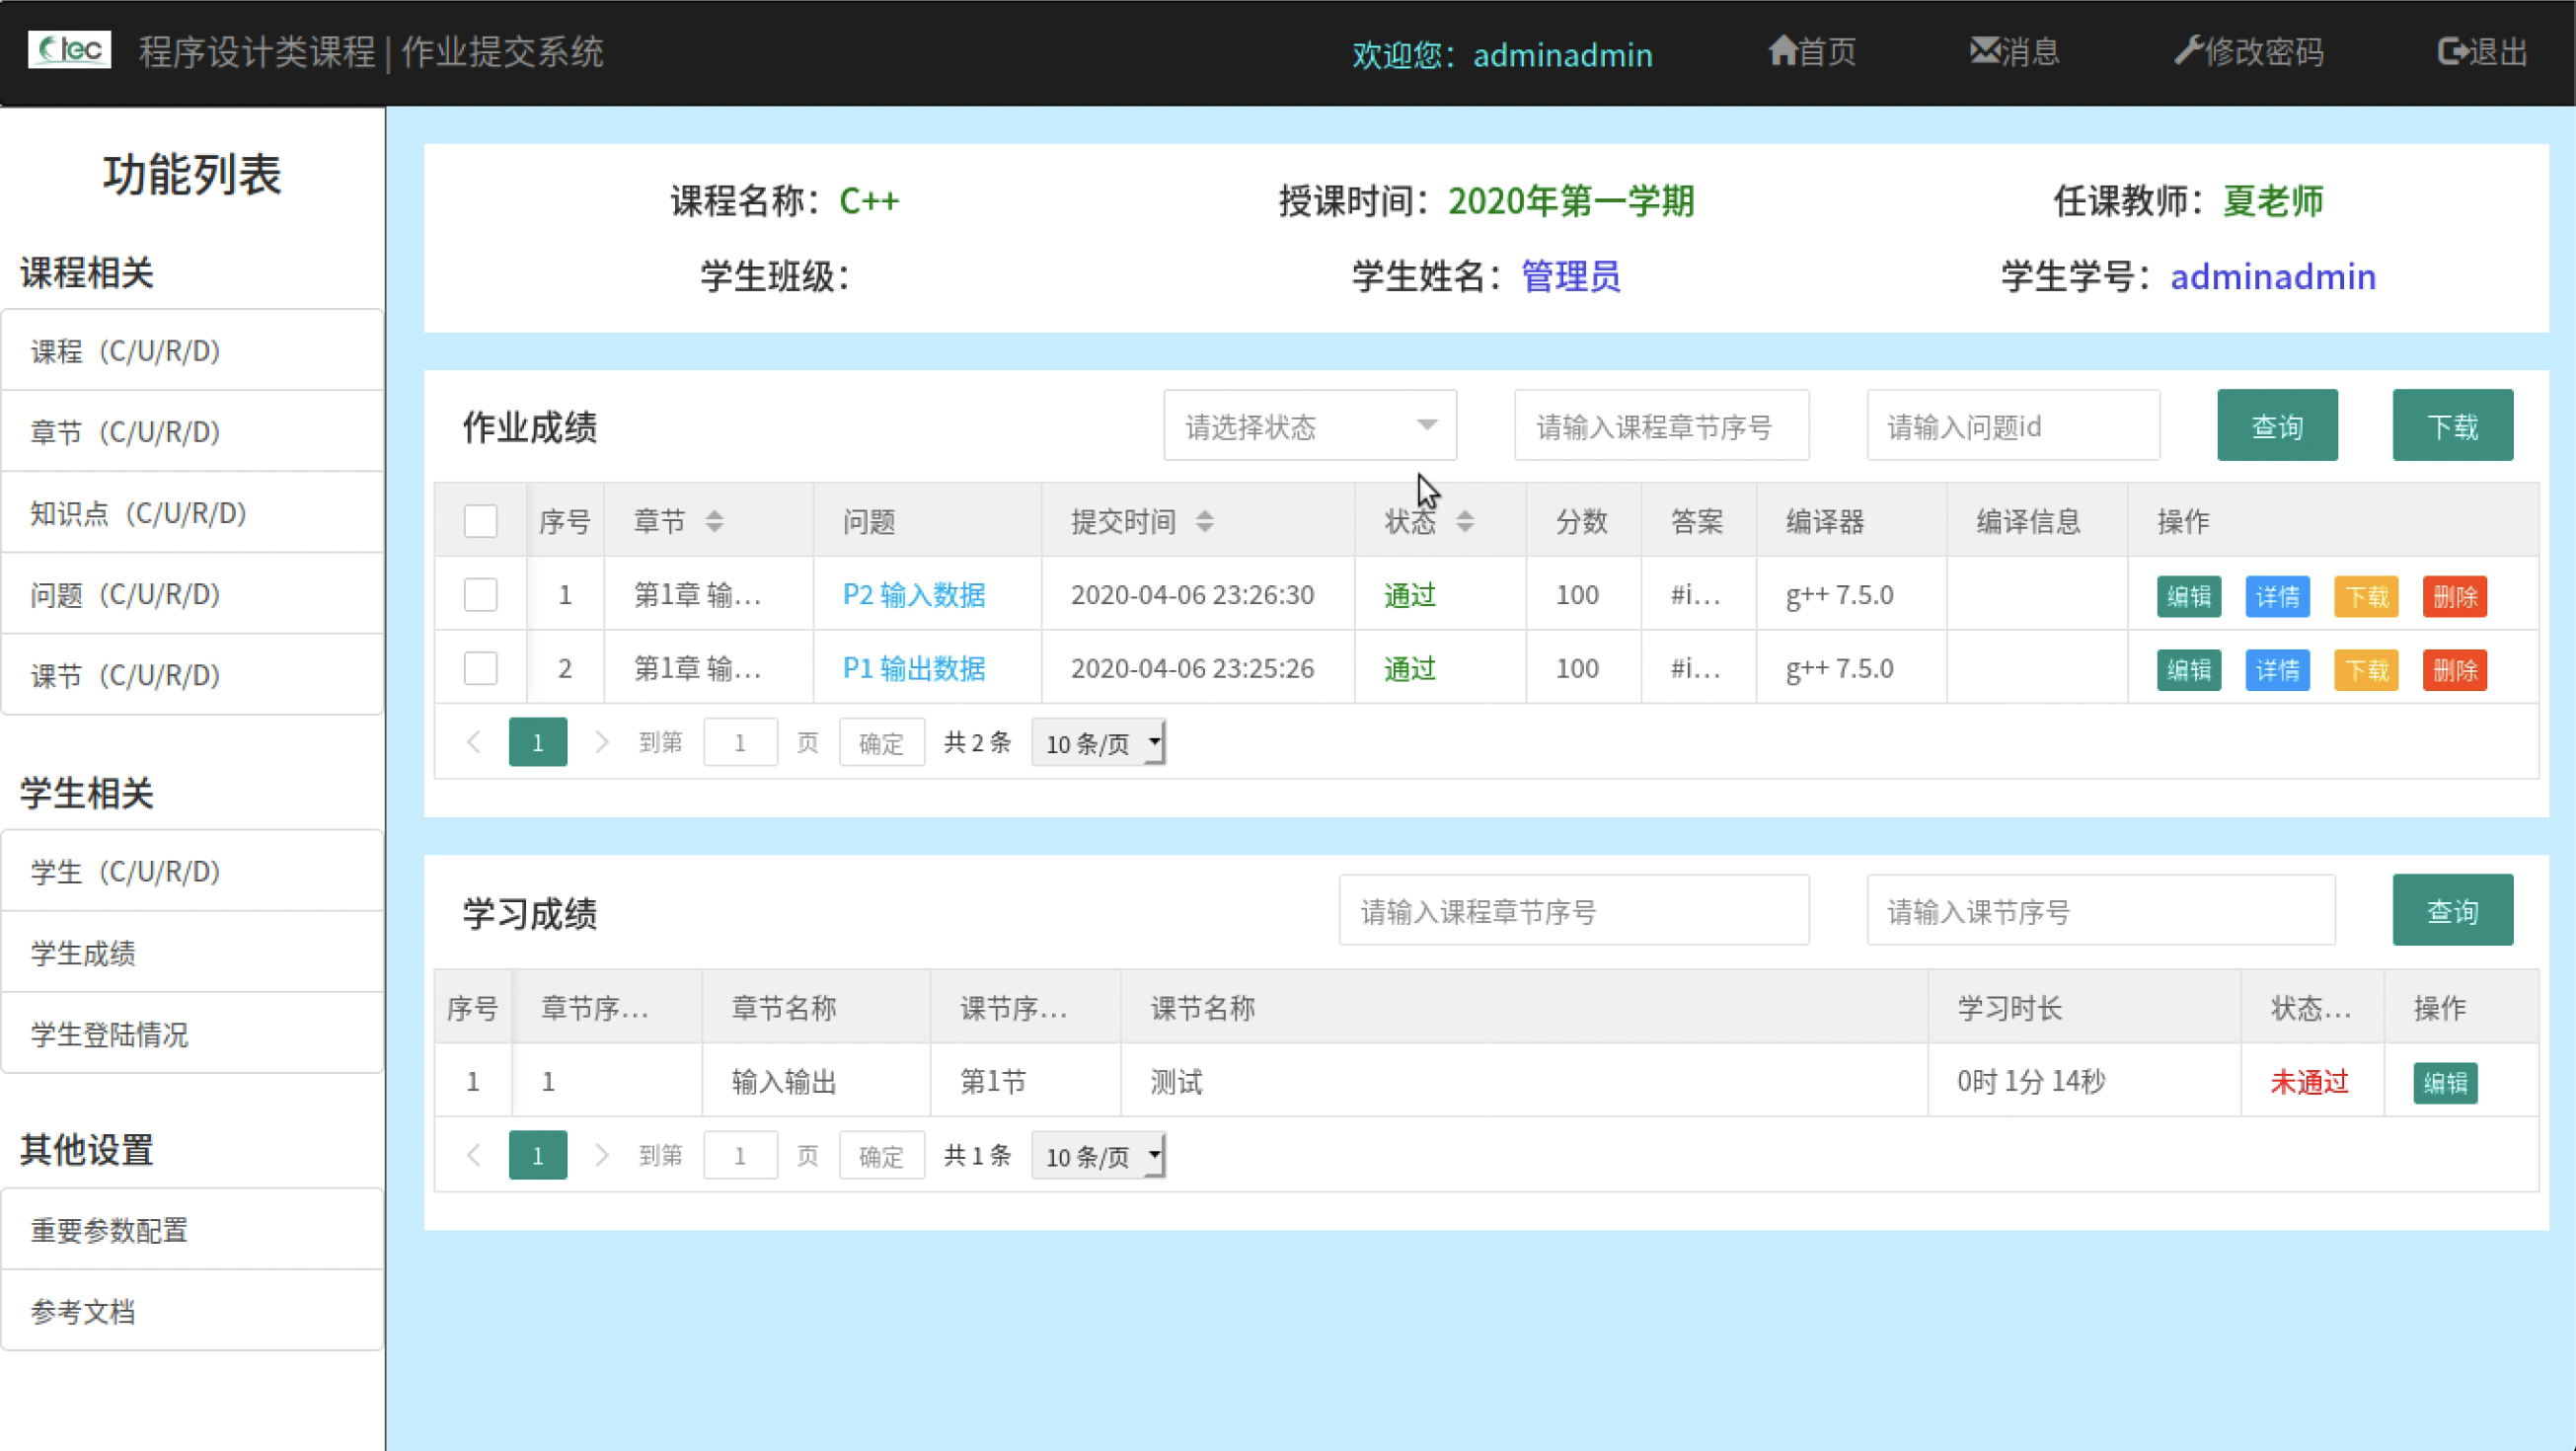 tec 程序设计类课程 | 作业提交系统 欢迎您：adminadmin 首页 消息 修改密码 退出
功能列表
课程相关
课程（C/U/R/D）
章节（C/U/R/D）
知识点（C/U/R/D）
问题（C/U/R/D）
课节（C/U/R/D）
学生相关
学生（C/U/R/D）
学生成绩
学生登陆情况
其他设置
重要参数配置
参考文档
课程名称：C++ 授课时间：2020年第一学期 任课教师：夏老师
学生班级： 学生姓名：管理员 学生学号：adminadmin
作业成绩 请选择状态 请输入课程章节序号 请输入问题id 查询 下载
序号 章节 问题 提交时间 状态 分数 答案 编译器 编译信息 操作
1 第1章 输... P2 输入数据 2020-04-06 23:26:30 通过 100 #i... g++ 7.5.0 编辑 详情 下载 删除
2 第1章 输... P1 输出数据 2020-04-06 23:25:26 通过 100 #i... g++ 7.5.0 编辑 详情 下载 删除
1 到第 1 页 确定 共 2 条 10 条/页
学习成绩 请输入课程章节序号 请输入课节序号 查询
序号 章节序... 章节名称 课节序... 课节名称 学习时长 状态... 操作
1 1 输入输出 第1节 测试 0时 1分 14秒 未通过 编辑
1 到第 1 页 确定 共 1 条 10 条/页